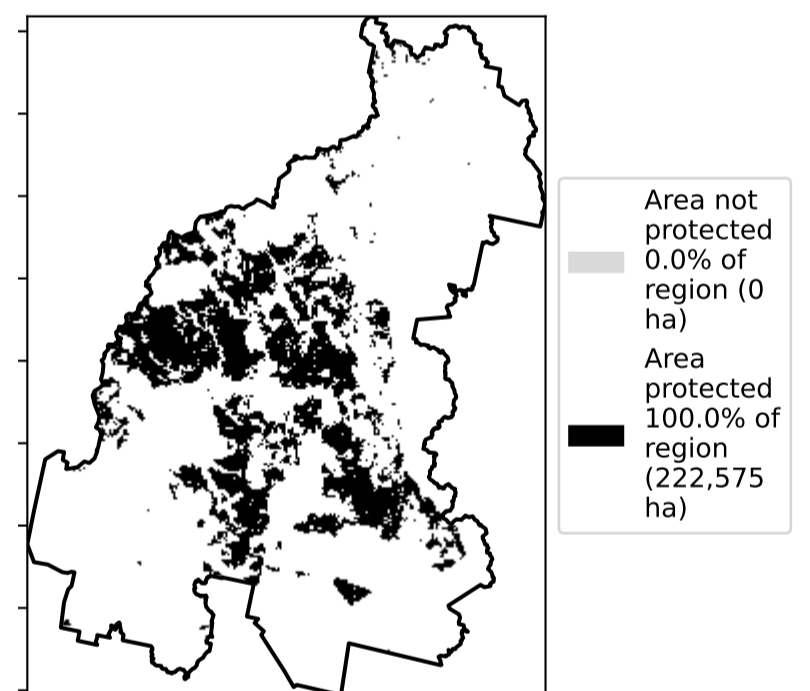 Area not
protected
0.0% of
region (0
ha)
Area
protected
100.0% of
region
(222,575
ha)